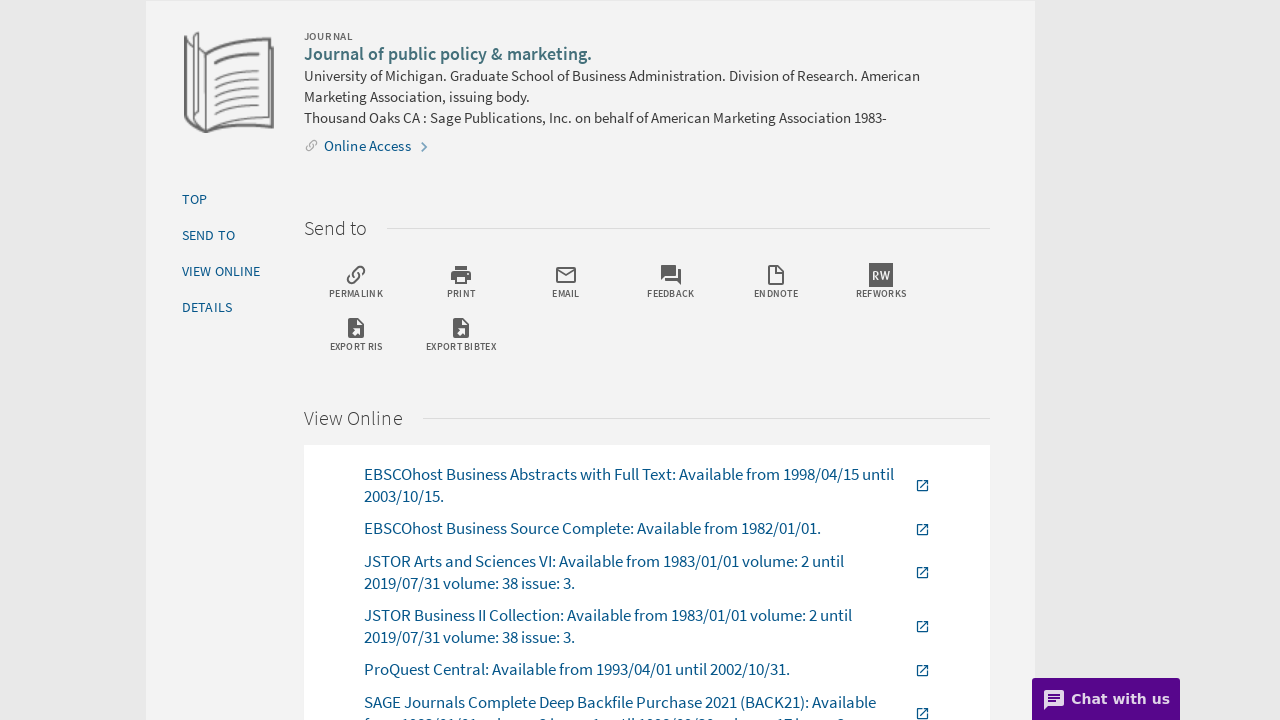 JOURNAL
Journal of public policy & marketing.
University of Michigan. Graduate School of Business Administration. Division of Research. American
Marketing Association, issuing body.
Thousand Oaks CA : Sage Publications, Inc. on behalf of American Marketing Association 1983-
Online Access
TOP
SEND TO
VIEW ONLINE
DETAILS
Send to
PERMALINK
PRINT
EMAIL
FEEDBACK
ENDNOTE
RW
REFWORKS
EXPORT RIS
EXPORT BIBTEX
View Online
EBSCOhost Business Abstracts with Full Text: Available from 1998/04/15 until
2003/10/15.
EBSCOhost Business Source Complete: Available from 1982/01/01.
JSTOR Arts and Sciences VI: Available from 1983/01/01 volume: 2 until
2019/07/31 volume: 38 issue: 3.
JSTOR Business II Collection: Available from 1983/01/01 volume: 2 until
2019/07/31 volume: 38 issue: 3.
ProQuest Central: Available from 1993/04/01 until 2002/10/31.
SAGE Journals Complete Deep Backfile Purchase 2021 (BACK21): Available
Chat with us